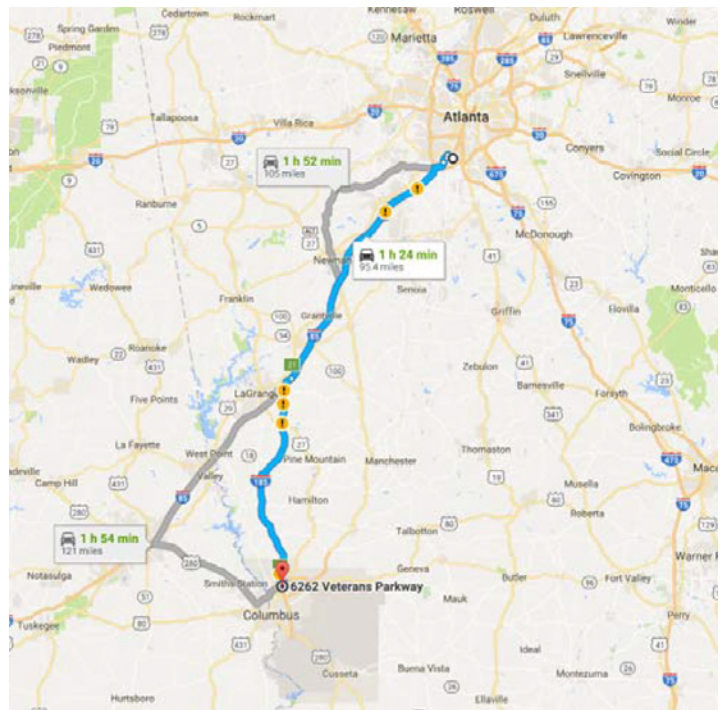 Cedartown
Rockmart
Kennesaw
Roswell
Duluth
Winder
Spring Garden
278
Piedmont
Marietta
Lawrenceville
Snellville
Monroe
Tallapoosa
Villa Rica
Atlanta
1 h 52 min
105 miles
Conyers
Social Circle
Covington
Ranburne
McDonough
1 h 24 min
95.4 miles
Senoia
Monticello
Wedowee
Franklin
Griffin
Grantville
Roanoke
Wadley
Zebulon
Barnesville
Forsyth
Five Points
Bolingbroke
La Fayette
West Point
Valley
Pine Mountain
Manchester
Thomaston
Camp Hill
Musella
Hamilton
Roberta
1 h 54 min
121 miles
Talbotton
Notasulga
Smiths Station
Geneva
Butler
Fort Valley
6262 Veterans Parkway
Mauk
Tuskegee
Columbus
Perry
Ideal
Cusseta
Buena Vista
Montezuma
Hurtsboro
Ellaville